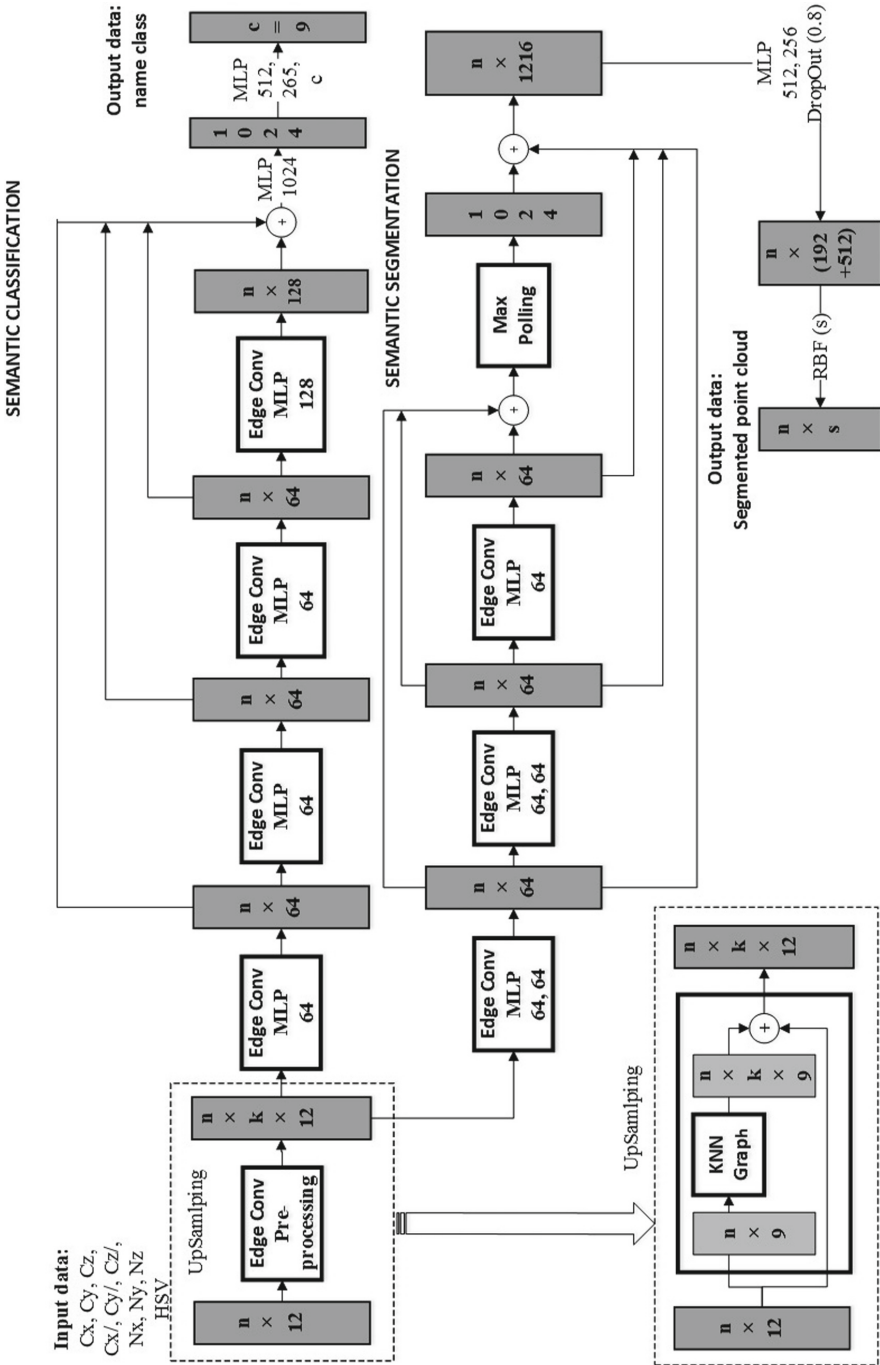 SEMANTIC CLASSIFICATION
Input data:
Cx, Cy, Cz,
Cx/, Cy/, Cz/,
Nx, Ny, Nz
HSV
UpSamlping
n
×
12
Edge Conv
Pre-
processing
n
×
k
×
12
Edge Conv
MLP
64
n
×
64
Edge Conv
MLP
64
n
×
64
Edge Conv
MLP
64
n
×
64
Edge Conv
MLP
128
n
×
128
+
MLP
1024
1
0
2
4
MLP
512,
265,
c
Output data:
name class
c
=
9
SEMANTIC SEGMENTATION
Edge Conv
MLP
64, 64
n
×
64
Edge Conv
MLP
64, 64
n
×
64
Edge Conv
MLP
64
n
×
64
+
Max
Polling
1
0
2
4
+
n
×
1216
MLP
512, 256
DropOut (0.8)
n
×
(192
+512)
RBF (s)
Output data:
Segmented point cloud
n
×
s
UpSamlping
n
×
12
n
×
9
KNN
Graph
n
×
k
×
9
+
n
×
k
×
12